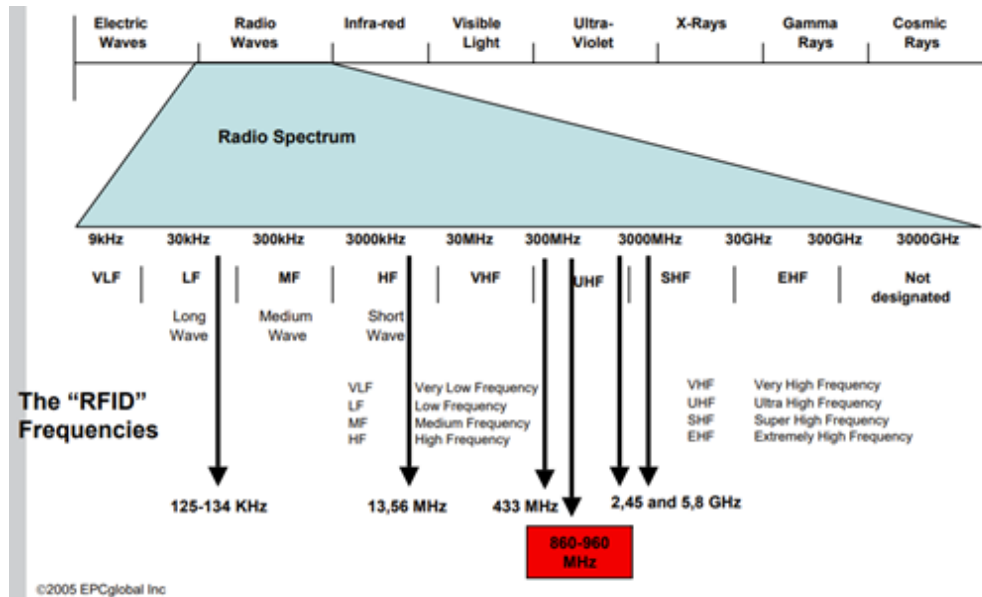 Electric Waves
Radio Waves
Infra-red
Visible Light
Ultra-Violet
X-Rays
Gamma Rays
Cosmic Rays
Radio Spectrum
9kHz 30kHz 300kHz 3000kHz 30MHz 300MHz 3000MHz 30GHz 300GHz 3000GHz
VLF LF MF HF VHF UHF SHF EHF Not designated
Long Wave
Medium Wave
Short Wave
The “RFID” Frequencies
VLF Very Low Frequency
LF Low Frequency
MF Medium Frequency
HF High Frequency
VHF Very High Frequency
UHF Ultra High Frequency
SHF Super High Frequency
EHF Extremely High Frequency
125-134 KHz
13,56 MHz
433 MHz
2,45 and 5,8 GHz
860-960 MHz
©2005 EPCglobal Inc